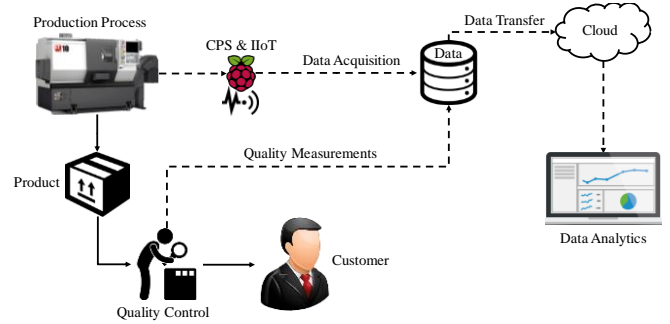 Production Process
CPS & IIoT
Data Acquisition
Data
Data Transfer
Cloud
Product
Quality Measurements
Data Analytics
Customer
Quality Control